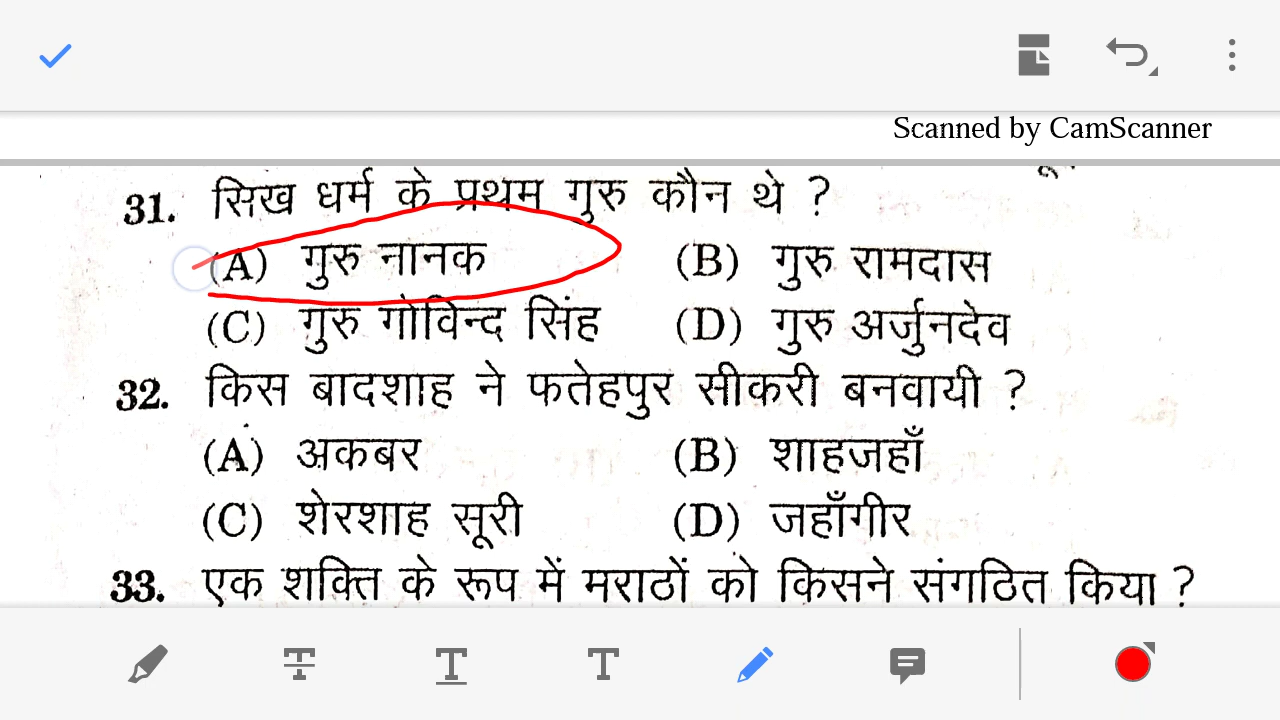 Scanned by CamScanner
31. सिख धर्म के प्रथम गुरु कौन थे ?
(A) गुरु नानक (B) गुरु रामदास
(C) गुरु गोविन्द सिंह (D) गुरु अर्जुनदेव
32. किस बादशाह ने फतेहपुर सीकरी बनवायी ?
(A) अकबर (B) शाहजहाँ
(C) शेरशाह सूरी (D) जहाँगीर
33. एक शक्ति के रूप में मराठों को किसने संगठित किया ?